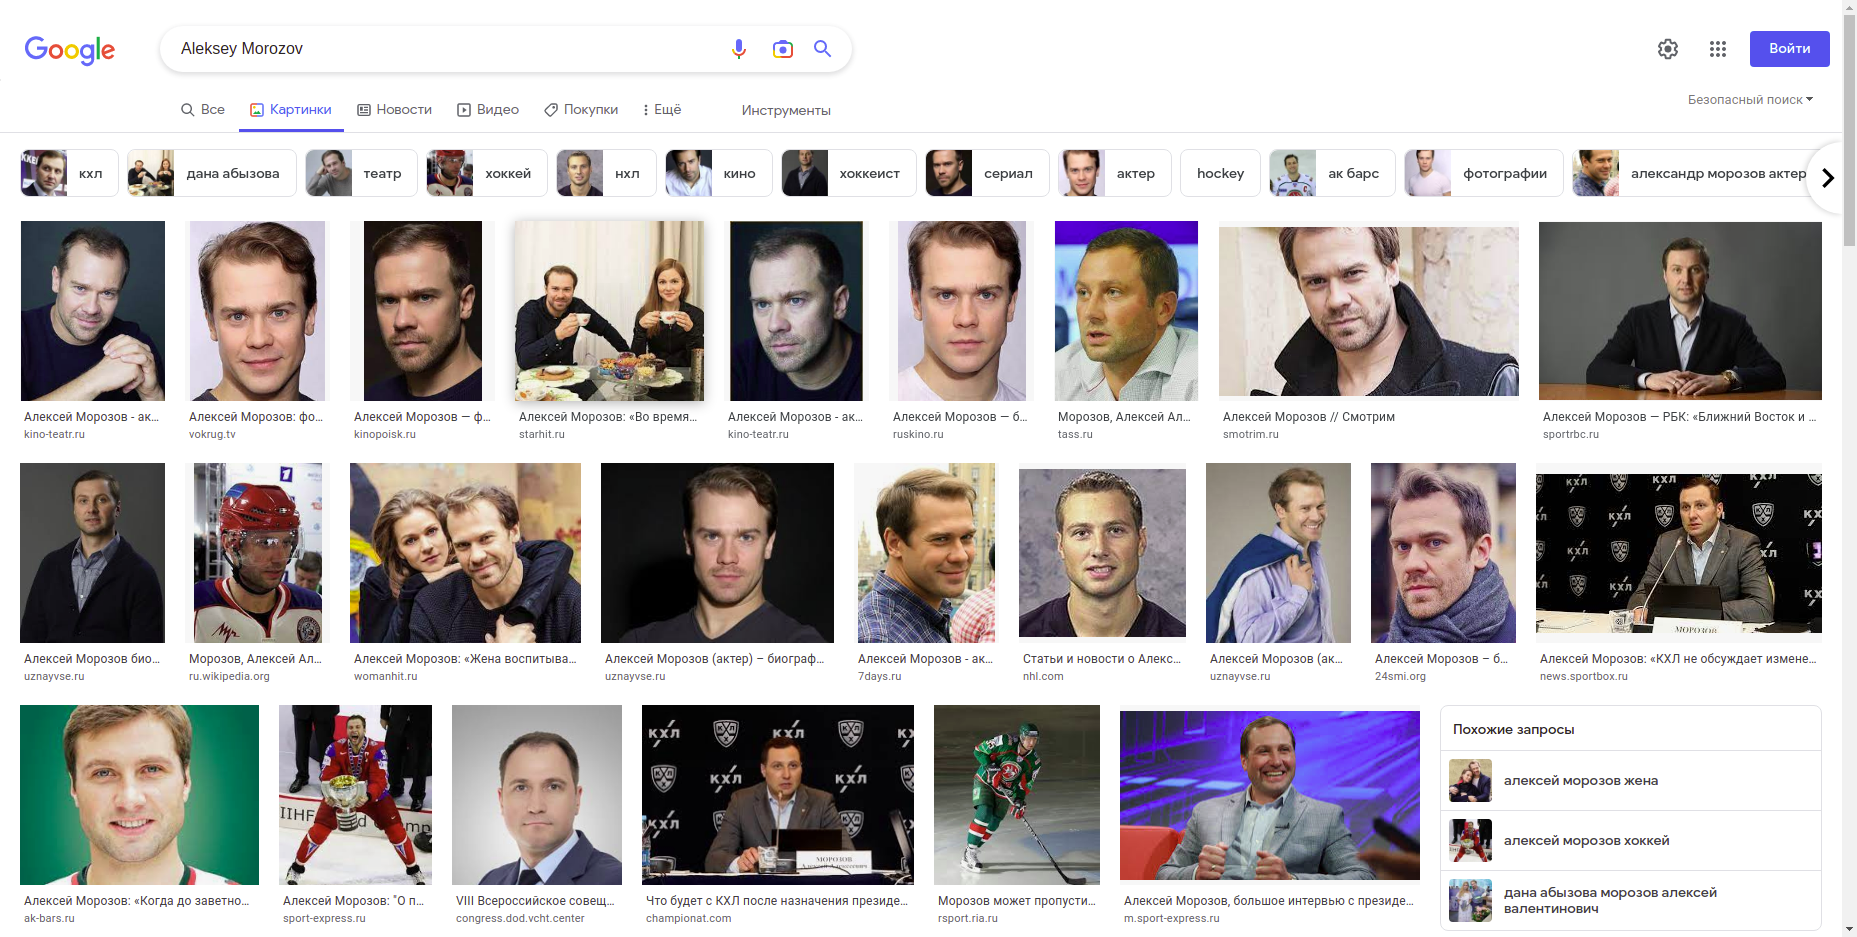 Google
Aleksey Morozov
Войти
Все
Картинки
Новости
Видео
Покупки
Ещё
Инструменты
Безопасный поиск
кхл
дана абызова
театр
хоккей
нхл
кино
хоккеист
сериал
актер
hockey
ак барс
фотографии
александр морозов актер
Алексей Морозов - ак...
kino-teatr.ru
Алексей Морозов: фо...
vokrug.tv
Алексей Морозов — ф...
kinopoisk.ru
Алексей Морозов: «Во время...
starhit.ru
Алексей Морозов - ак...
kino-teatr.ru
Алексей Морозов — б...
ruskino.ru
Морозов, Алексей Ал...
tass.ru
Алексей Морозов // Смотрим
smotrim.ru
Алексей Морозов — РБК: «Ближний Восток и ...
sportrbc.ru
Алексей Морозов био...
uznayvse.ru
Морозов, Алексей Ал...
ru.wikipedia.org
Алексей Морозов: «Жена воспитыва...
womanhit.ru
Алексей Морозов (актер) – биограф...
uznayvse.ru
Алексей Морозов - ак...
7days.ru
Статьи и новости о Алекс...
nhl.com
Алексей Морозов (ак...
uznayvse.ru
Алексей Морозов – б...
24smi.org
КХЛ
МОРОЗОВ
Алексей Морозов: «КХЛ не обсуждает измене...
news.sportbox.ru
Алексей Морозов: «Когда до заветно...
ak-bars.ru
IIHF
Алексей Морозов: "О п...
sport-express.ru
VIII Всероссийское совещ...
congress.dod.vcht.center
КХЛ
МОРОЗОВ
Алексей Алексеевич
Что будет с КХЛ после назначения президе...
championat.com
Морозов может пропусти...
rsport.ria.ru
Алексей Морозов, большое интервью с президе...
m.sport-express.ru
Похожие запросы
алексей морозов жена
алексей морозов хоккей
дана абызова морозов алексей
валентинович